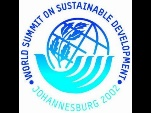 • WORLD SUMMIT ON SUSTAINABLE DEVELOPMENT •
JOHANNESBURG 2002